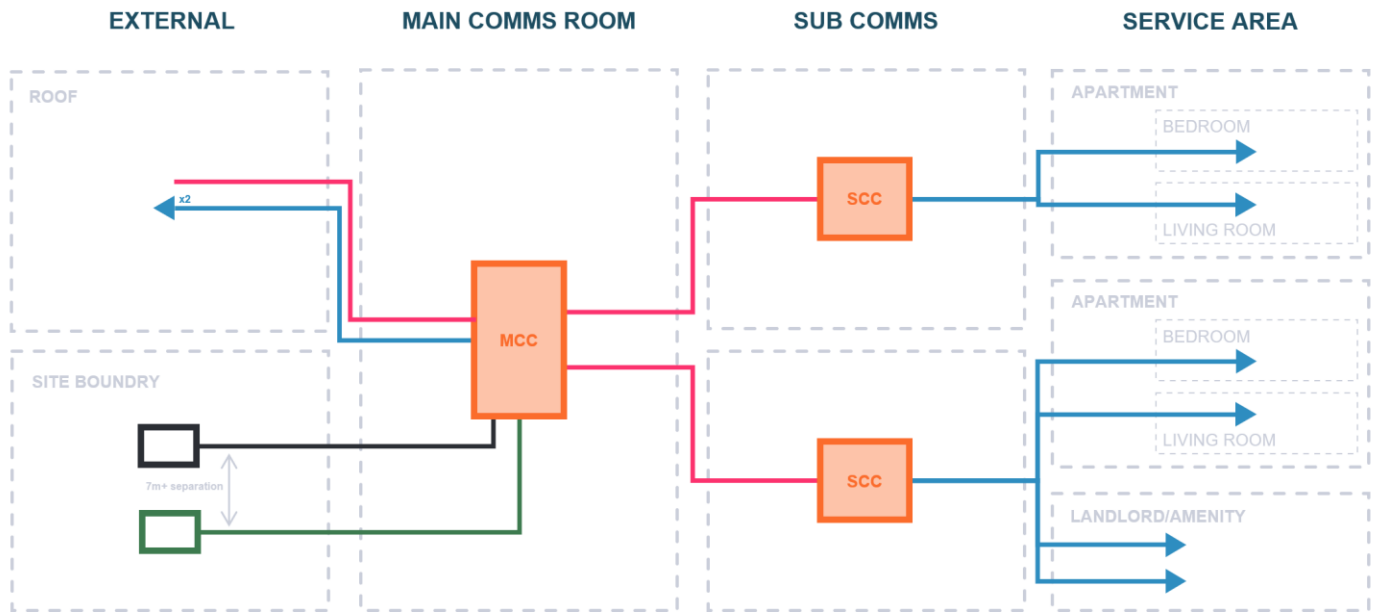 EXTERNAL
MAIN COMMS ROOM
SUB COMMS
SERVICE AREA
ROOF
x2
SITE BOUNDRY
7m+ separation
MCC
SCC
SCC
APARTMENT
BEDROOM
LIVING ROOM
APARTMENT
BEDROOM
LIVING ROOM
LANDLORD/AMENITY